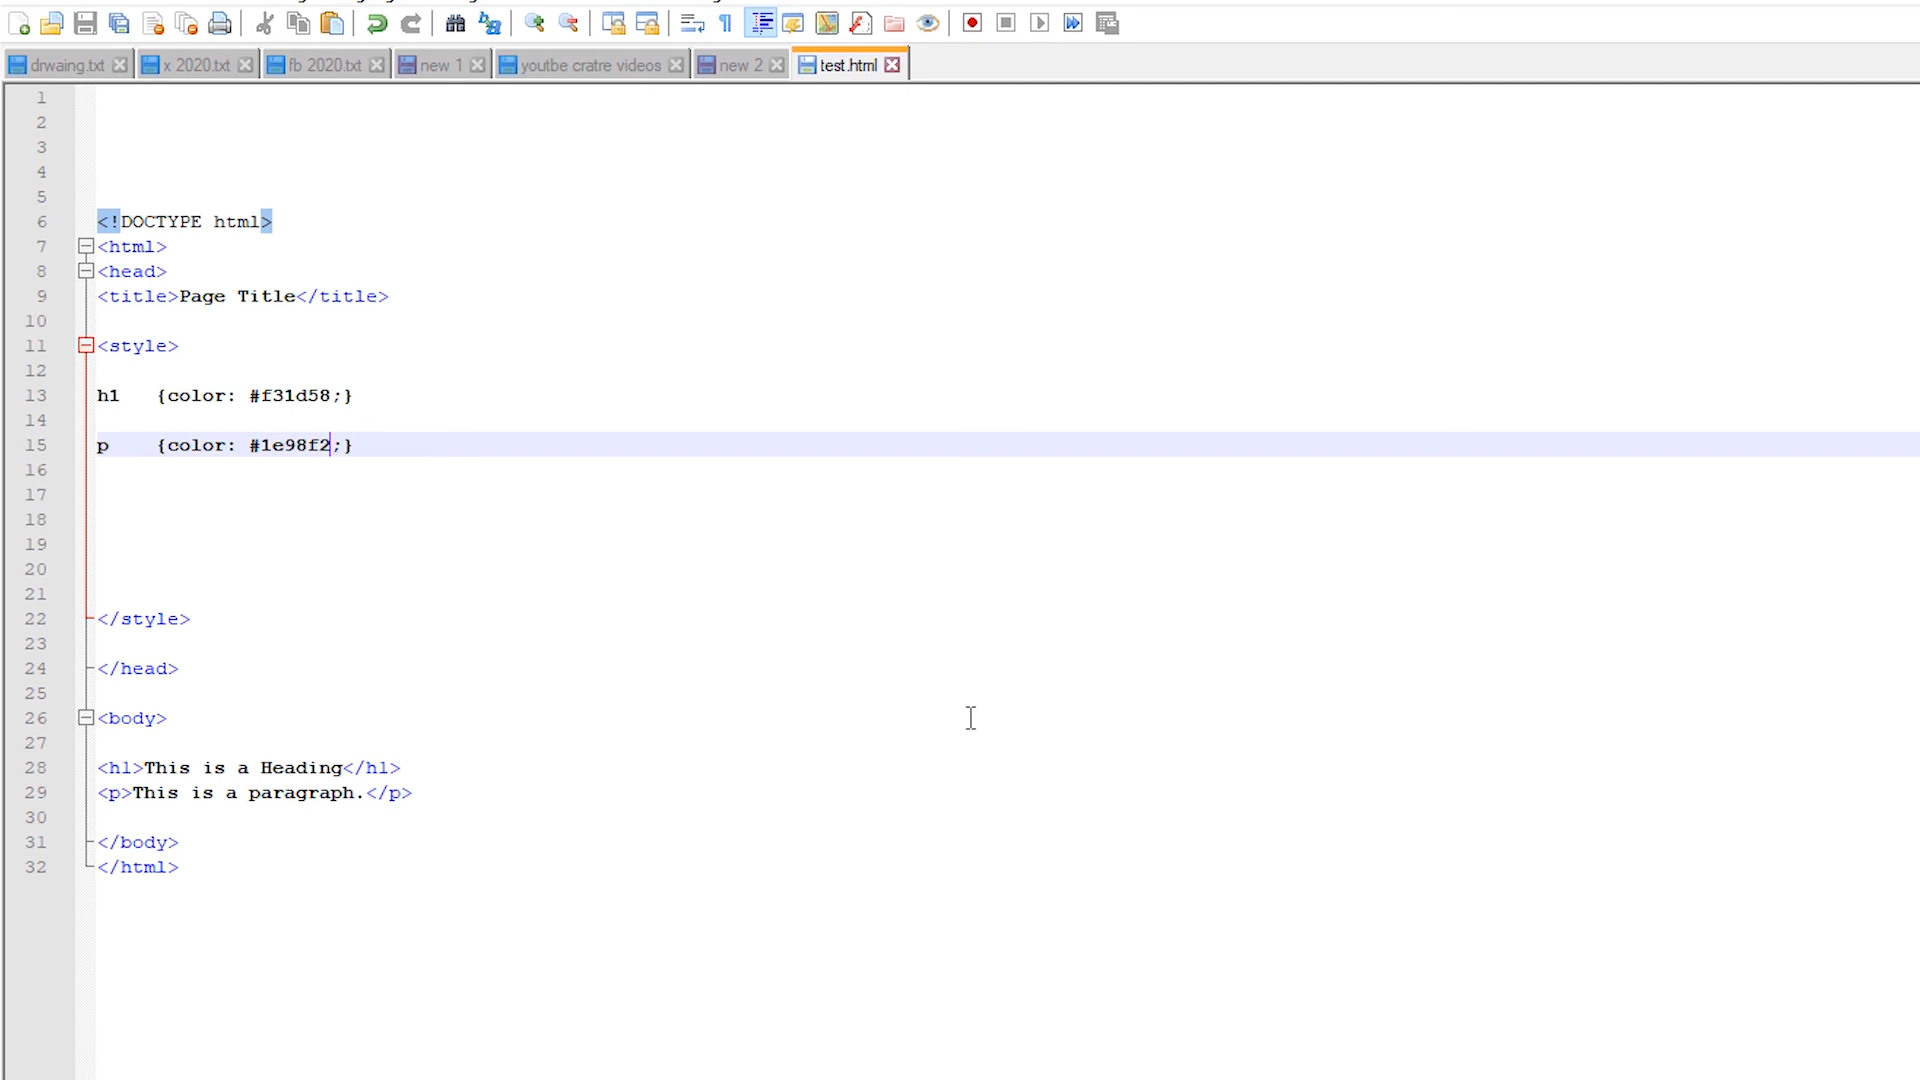 drwaing.txt x 2020.txt fb 2020.txt new 1 youtbe cratre videos new 2 test.html
1
2
3
4
5
6 <!DOCTYPE html>
7 <html>
8 <head>
9 <title>Page Title</title>
10
11 <style>
12
13 h1 {color: #f31d58;}
14
15 p {color: #1e98f2;}
16
17
18
19
20
21
22 </style>
23
24 </head>
25
26 <body>
27
28 <h1>This is a Heading</h1>
29 <p>This is a paragraph.</p>
30
31 </body>
32 </html>